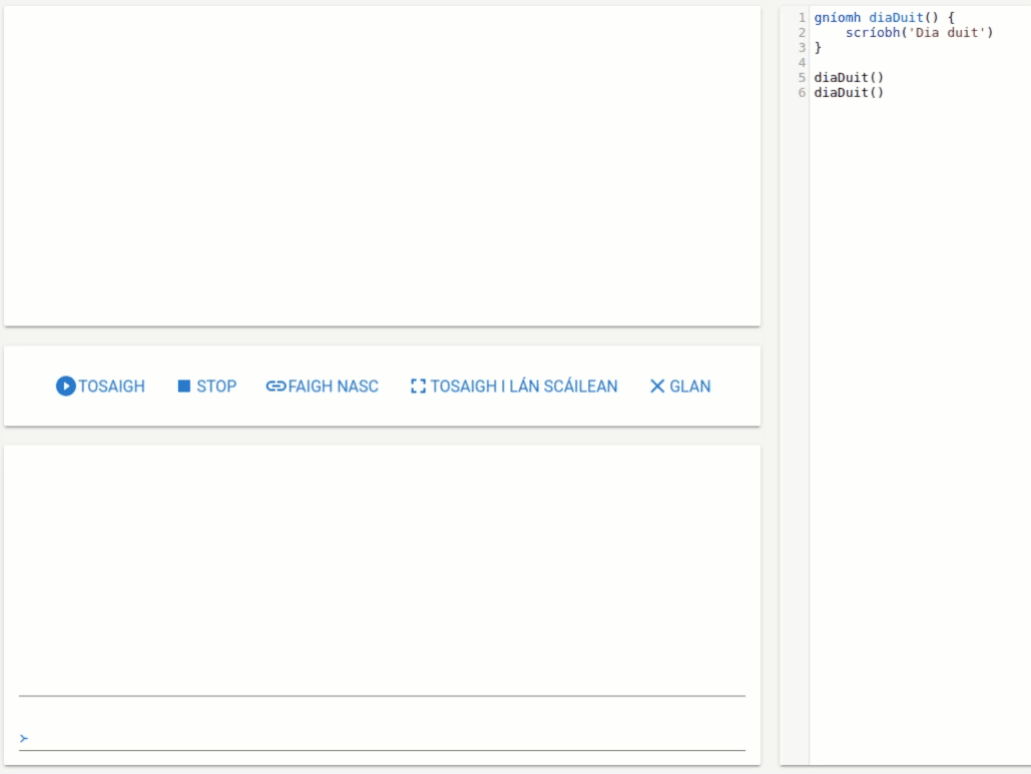 TOSAIGH STOP FAIGH NASC TOSAIGH I LÁN SCÁILEAN GLAN
>
1 gníomh diaDuit() {
2     scríobh('Dia duit')
3 }
4
5 diaDuit()
6 diaDuit()